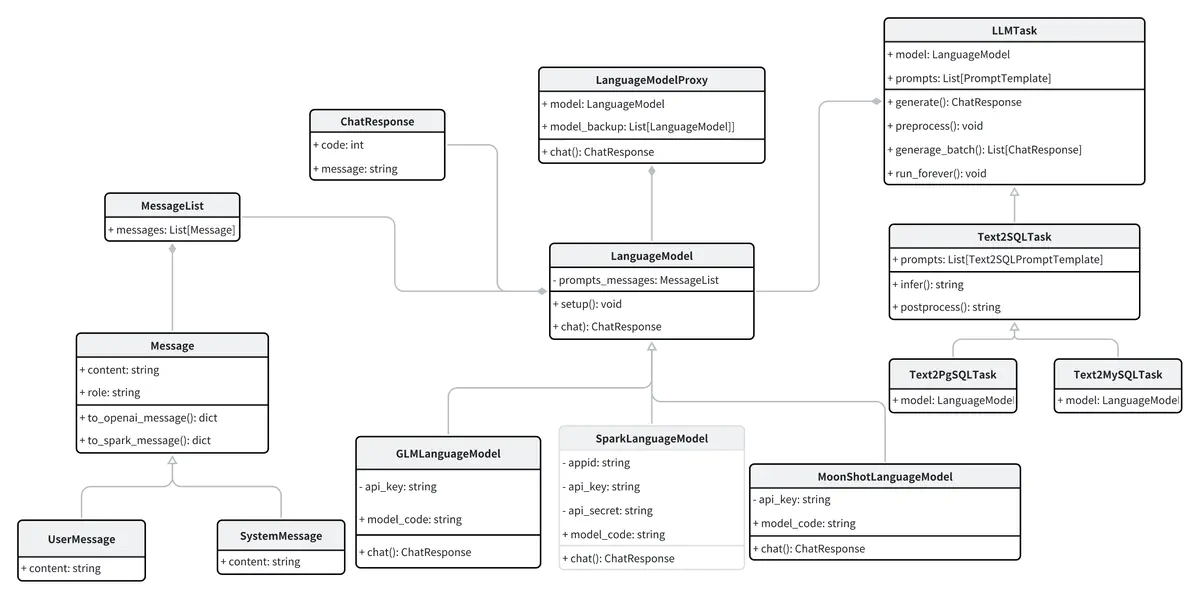 LLMTask
+ model: LanguageModel
+ prompts: List[PromptTemplate]
+ generate(): ChatResponse
+ preprocess(): void
+ generage_batch(): List[ChatResponse]
+ run_forever(): void
LanguageModelProxy
+ model: LanguageModel
+ model_backup: List[LanguageModel]]
+ chat(): ChatResponse
ChatResponse
+ code: int
+ message: string
MessageList
+ messages: List[Message]
Text2SQLTask
+ prompts: List[Text2SQLPromptTemplate]
+ infer(): string
+ postprocess(): string
LanguageModel
- prompts_messages: MessageList
+ setup(): void
+ chat): ChatResponse
Message
+ content: string
+ role: string
+ to_openai_message(): dict
+ to_spark_message(): dict
Text2PgSQLTask
+ model: LanguageModel
Text2MySQLTask
+ model: LanguageModel
GLMLanguageModel
- api_key: string
+ model_code: string
+ chat(): ChatResponse
SparkLanguageModel
- appid: string
- api_key: string
- api_secret: string
+ model_code: string
+ chat(): ChatResponse
MoonShotLanguageModel
- api_key: string
+ model_code: string
+ chat(): ChatResponse
UserMessage
+ content: string
SystemMessage
+ content: string